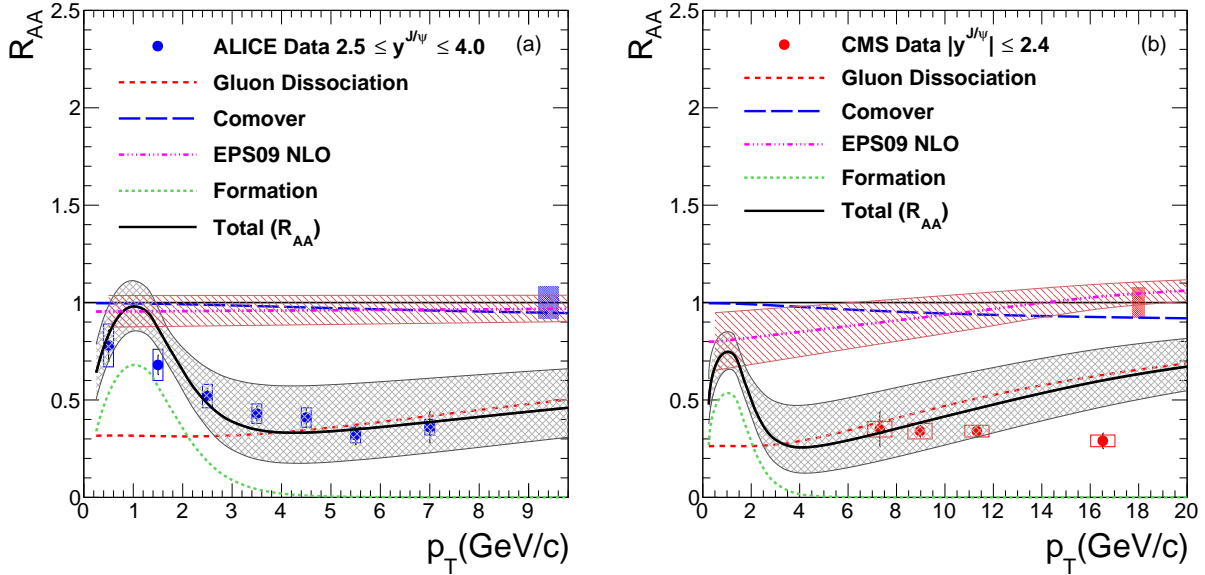 R_AA
2.5
2
1.5
1
0.5
0
ALICE Data 2.5 ≤ y^{J/ψ} ≤ 4.0
(a)
Gluon Dissociation
Comover
EPS09 NLO
Formation
Total (R_AA)
0 1 2 3 4 5 6 7 8 9
p_T(GeV/c)
R_AA
2.5
2
1.5
1
0.5
0
CMS Data |y^{J/ψ}| ≤ 2.4
(b)
Gluon Dissociation
Comover
EPS09 NLO
Formation
Total (R_AA)
0 2 4 6 8 10 12 14 16 18 20
p_T(GeV/c)